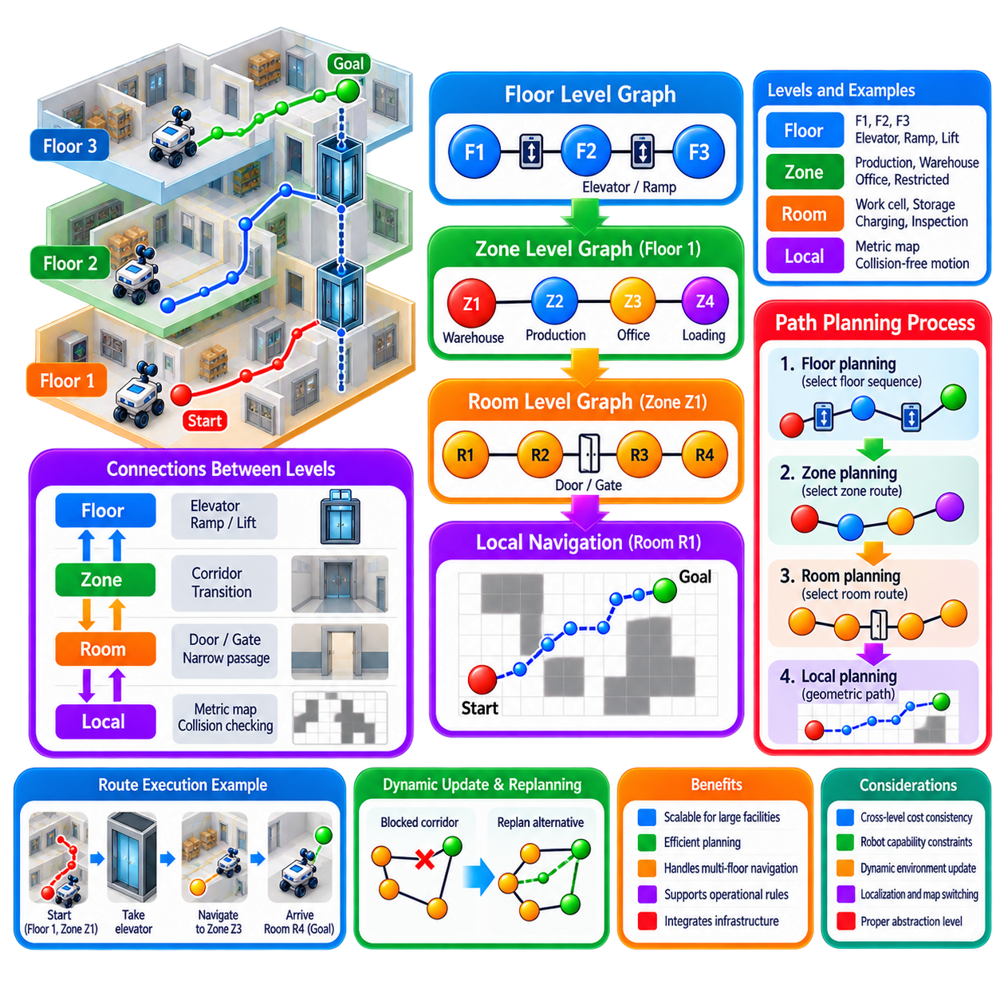 Goal
Floor 3
Floor 2
Floor 1
Start
Floor Level Graph
F1
F2
F3
Elevator / Ramp
Zone Level Graph (Floor 1)
Z1
Z2
Z3
Z4
Warehouse
Production
Office
Loading
Room Level Graph (Zone Z1)
R1
R2
R3
R4
Door / Gate
Local Navigation (Room R1)
Goal
Start
Levels and Examples
Floor
F1, F2, F3
Elevator, Ramp, Lift
Zone
Production, Warehouse
Office, Restricted
Room
Work cell, Storage
Charging, Inspection
Local
Metric map
Collision-free motion
Path Planning Process
1. Floor planning
(select floor sequence)
2. Zone planning
(select zone route)
3. Room planning
(select room route)
4. Local planning
(geometric path)
Connections Between Levels
Floor
Elevator
Ramp / Lift
Zone
Corridor
Transition
Room
Door / Gate
Narrow passage
Local
Metric map
Collision checking
Route Execution Example
Start
(Floor 1, Zone Z1)
Take
elevator
Navigate
to Zone Z3
Arrive
Room R4 (Goal)
Dynamic Update & Replanning
Blocked corridor
Replan alternative
Benefits
Scalable for large facilities
Efficient planning
Handles multi-floor navigation
Supports operational rules
Integrates infrastructure
Considerations
Cross-level cost consistency
Robot capability constraints
Dynamic environment update
Localization and map switching
Proper abstraction level